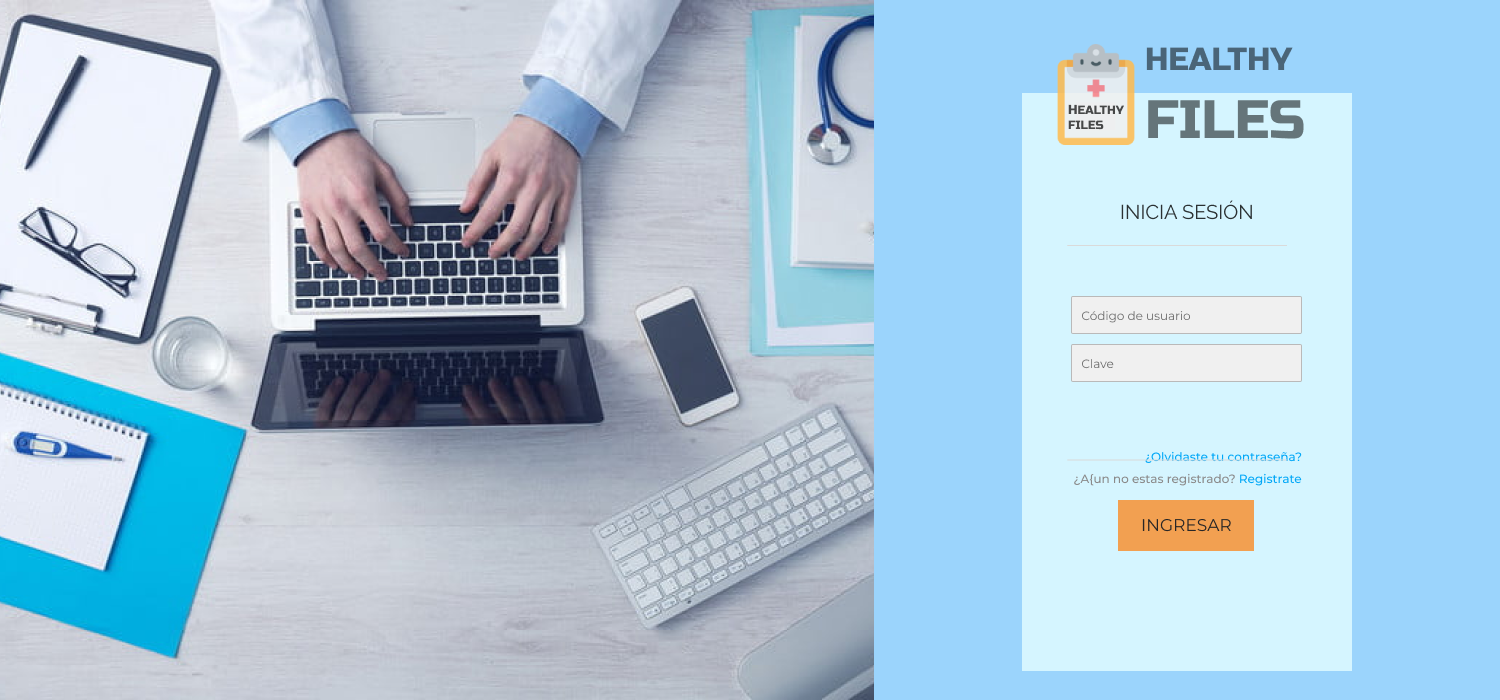 HEALTHY
FILES
HEALTHY
FILES
INICIA SESIÓN
Código de usuario
Clave
¿Olvidaste tu contraseña?
¿A(un no estas registrado? Registrate
INGRESAR